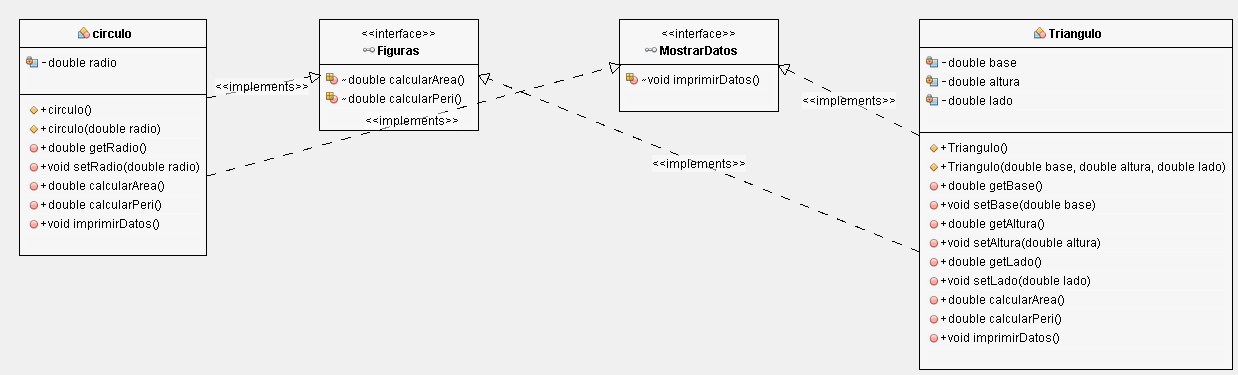 circulo
- double radio
+ circulo()
+ circulo(double radio)
+ double getRadio()
+ void setRadio(double radio)
+ double calcularArea()
+ double calcularPeri()
+ void imprimirDatos()
<<implements>>
<<interface>>
Figuras
~ double calcularArea()
~ double calcularPeri()
<<implements>>
<<interface>>
MostrarDatos
~ void imprimirDatos()
<<implements>>
<<implements>>
Triangulo
- double base
- double altura
- double lado
+ Triangulo()
+ Triangulo(double base, double altura, double lado)
+ double getBase()
+ void setBase(double base)
+ double getAltura()
+ void setAltura(double altura)
+ double getLado()
+ void setLado(double lado)
+ double calcularArea()
+ double calcularPeri()
+ void imprimirDatos()